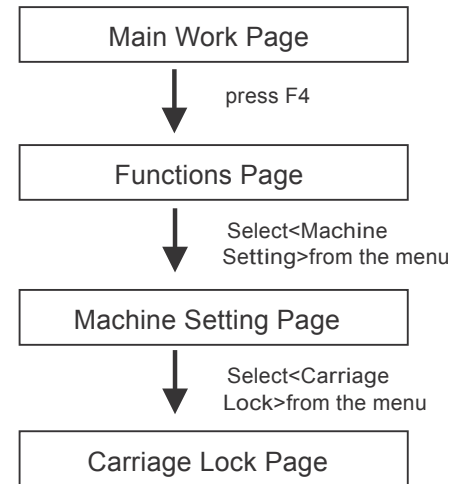 Main Work Page
press F4
Functions Page
Select<Machine
Setting>from the menu
Machine Setting Page
Select<Carriage
Lock>from the menu
Carriage Lock Page